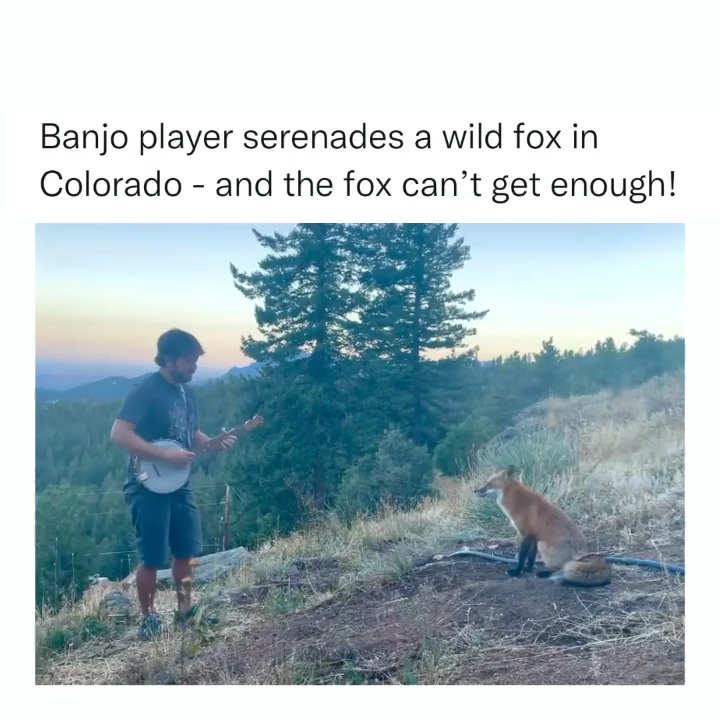 Banjo player serenades a wild fox in
Colorado - and the fox can’t get enough!